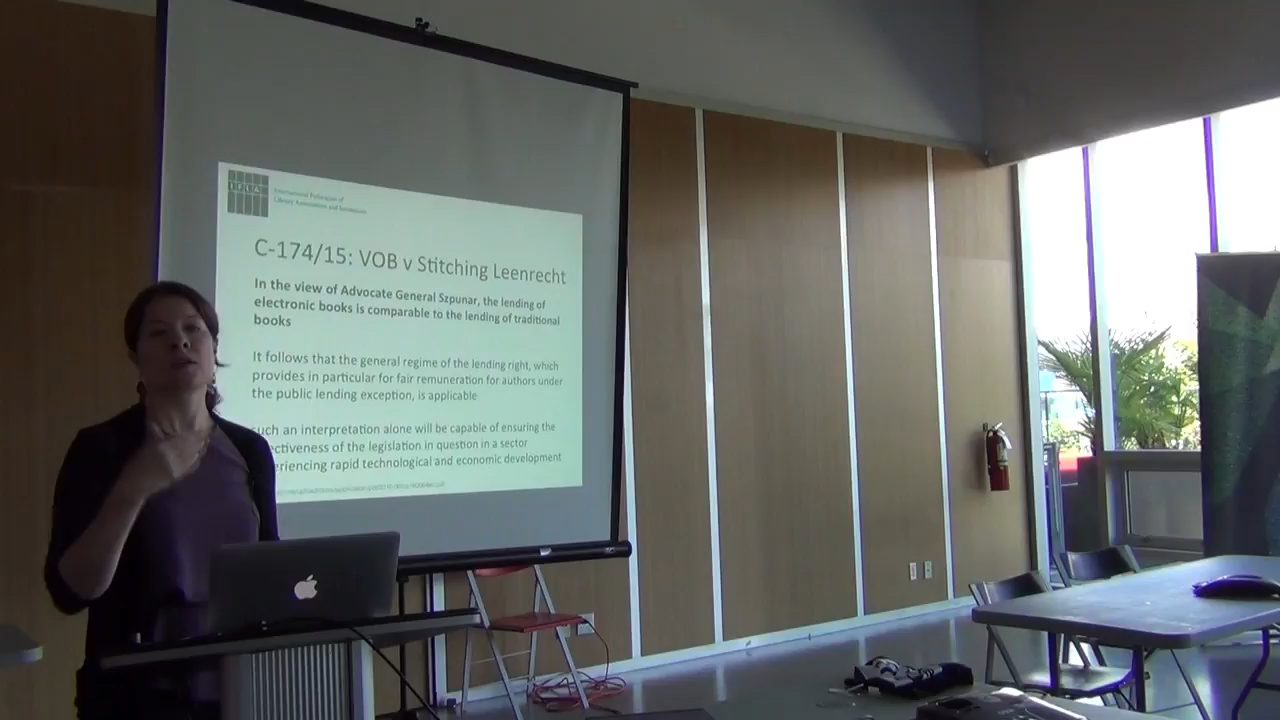 IFLA
International Federation of
Library Associations and Institutions
C-174/15: VOB v Stitching Leenrecht
In the view of Advocate General Szpunar, the lending of
electronic books is comparable to the lending of traditional
books
It follows that the general regime of the lending right, which
provides in particular for fair remuneration for authors under
the public lending exception, is applicable
such an interpretation alone will be capable of ensuring the
ectiveness of the legislation in question in a sector
eriencing rapid technological and economic development